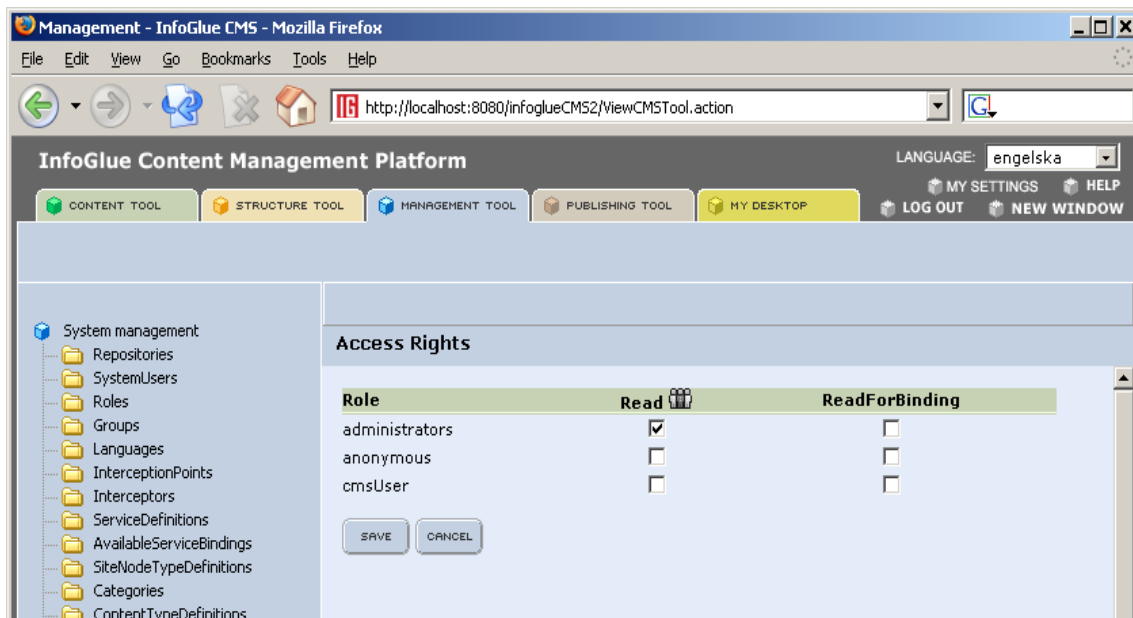 Management - InfoGlue CMS - Mozilla Firefox
File Edit View Go Bookmarks Tools Help
http://localhost:8080/infoglueCMS2/ViewCMSTool.action
InfoGlue Content Management Platform
LANGUAGE: engelska
MY SETTINGS HELP
LOG OUT NEW WINDOW
CONTENT TOOL STRUCTURE TOOL MANAGEMENT TOOL PUBLISHING TOOL MY DESKTOP
System management
Repositories
SystemUsers
Roles
Groups
Languages
InterceptionPoints
Interceptors
ServiceDefinitions
AvailableServiceBindings
SiteNodeTypeDefinitions
Categories
ContentTypeDefinitions
Access Rights
Role Read ReadForBinding
administrators
anonymous
cmsUser
SAVE CANCEL